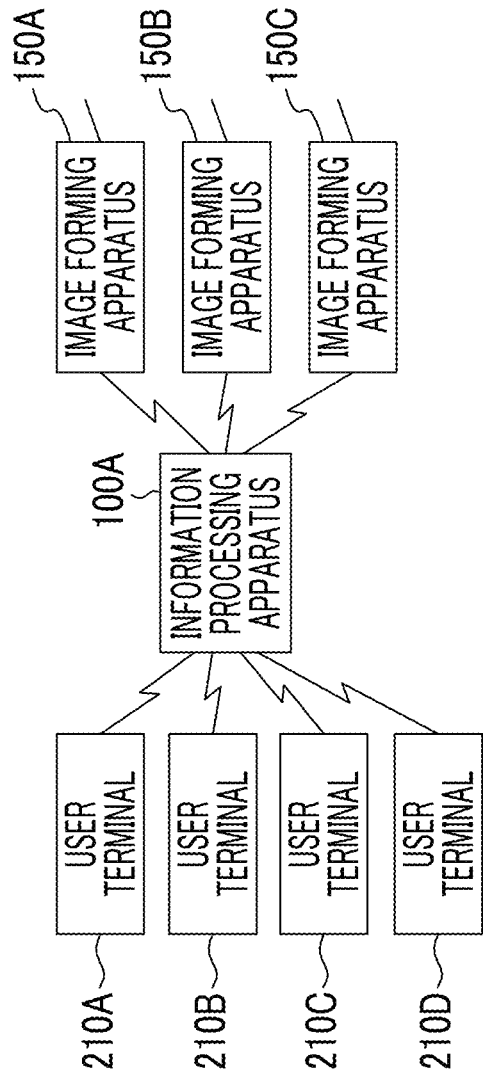 210A
USER
TERMINAL
210B
USER
TERMINAL
210C
USER
TERMINAL
210D
USER
TERMINAL
100A
INFORMATION
PROCESSING
APPARATUS
150A
IMAGE FORMING
APPARATUS
150B
IMAGE FORMING
APPARATUS
150C
IMAGE FORMING
APPARATUS